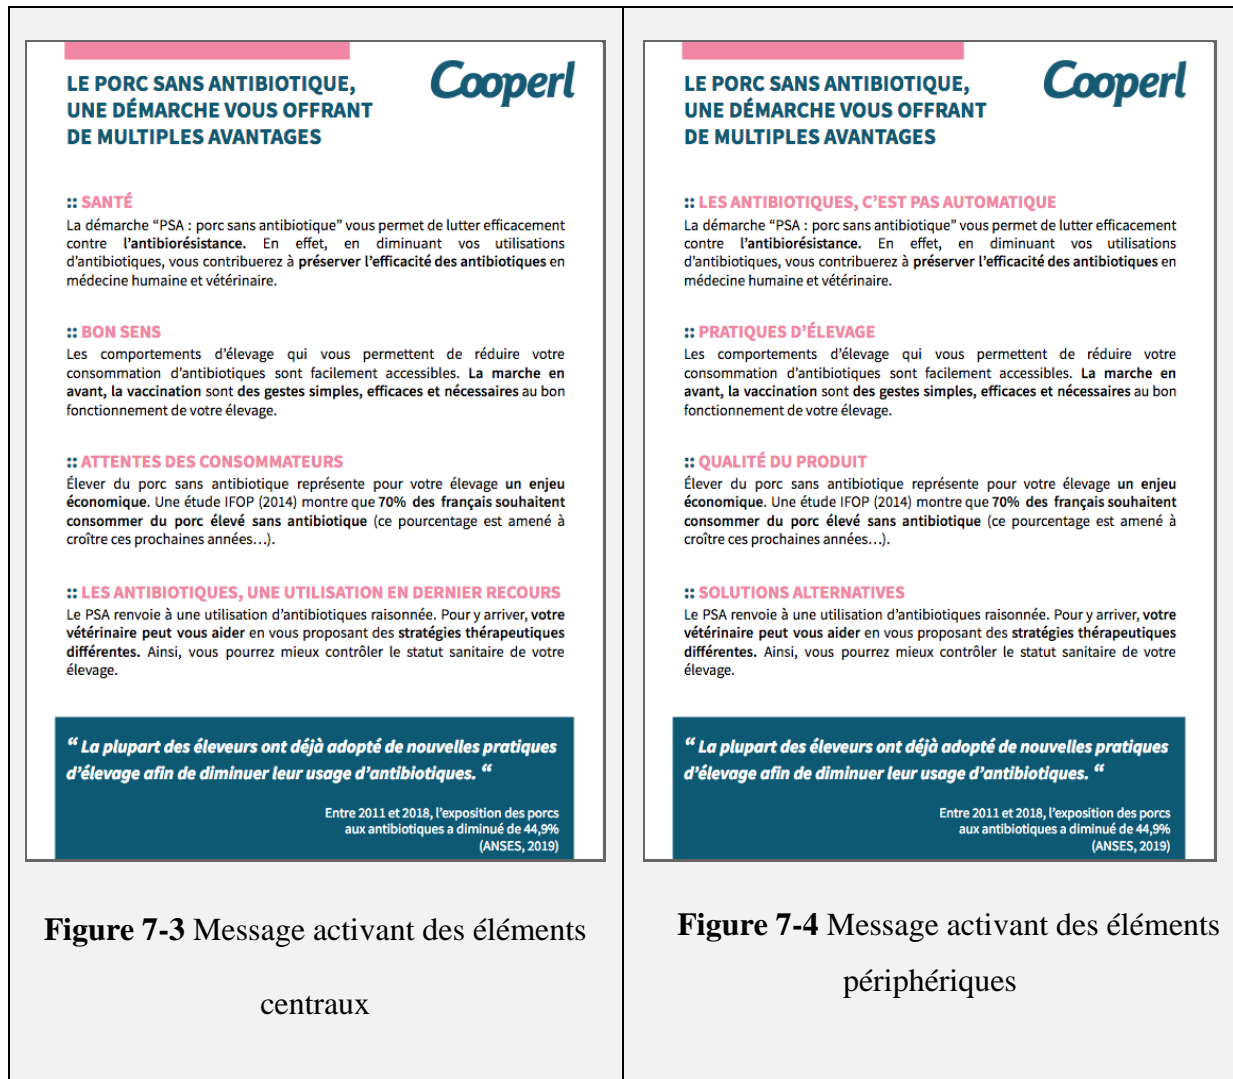 LE PORC SANS ANTIBIOTIQUE,
UNE DÉMARCHE VOUS OFFRANT
DE MULTIPLES AVANTAGES
Cooperl
:: SANTÉ
La démarche “PSA : porc sans antibiotique” vous permet de lutter efficacement
contre l’antibiorésistance. En effet, en diminuant vos utilisations
d’antibiotiques, vous contribuerez à préserver l’efficacité des antibiotiques en
médecine humaine et vétérinaire.
:: BON SENS
Les comportements d’élevage qui vous permettent de réduire votre
consommation d’antibiotiques sont facilement accessibles. La marche en
avant, la vaccination sont des gestes simples, efficaces et nécessaires au bon
fonctionnement de votre élevage.
:: ATTENTES DES CONSOMMATEURS
Élever du porc sans antibiotique représente pour votre élevage un enjeu
économique. Une étude IFOP (2014) montre que 70% des français souhaitent
consommer du porc élevé sans antibiotique (ce pourcentage est amené à
croître ces prochaines années…).
:: LES ANTIBIOTIQUES, UNE UTILISATION EN DERNIER RECOURS
Le PSA renvoie à une utilisation d’antibiotiques raisonnée. Pour y arriver, votre
vétérinaire peut vous aider en vous proposant des stratégies thérapeutiques
différentes. Ainsi, vous pourrez mieux contrôler le statut sanitaire de votre
élevage.
“ La plupart des éleveurs ont déjà adopté de nouvelles pratiques
d’élevage afin de diminuer leur usage d’antibiotiques. “
Entre 2011 et 2018, l’exposition des porcs
aux antibiotiques a diminué de 44,9%
(ANSES, 2019)
Figure 7-3 Message activant des éléments
centraux
LE PORC SANS ANTIBIOTIQUE,
UNE DÉMARCHE VOUS OFFRANT
DE MULTIPLES AVANTAGES
Cooperl
:: LES ANTIBIOTIQUES, C’EST PAS AUTOMATIQUE
La démarche “PSA : porc sans antibiotique” vous permet de lutter efficacement
contre l’antibiorésistance. En effet, en diminuant vos utilisations
d’antibiotiques, vous contribuerez à préserver l’efficacité des antibiotiques en
médecine humaine et vétérinaire.
:: PRATIQUES D’ÉLEVAGE
Les comportements d’élevage qui vous permettent de réduire votre
consommation d’antibiotiques sont facilement accessibles. La marche en
avant, la vaccination sont des gestes simples, efficaces et nécessaires au bon
fonctionnement de votre élevage.
:: QUALITÉ DU PRODUIT
Élever du porc sans antibiotique représente pour votre élevage un enjeu
économique. Une étude IFOP (2014) montre que 70% des français souhaitent
consommer du porc élevé sans antibiotique (ce pourcentage est amené à
croître ces prochaines années…).
:: SOLUTIONS ALTERNATIVES
Le PSA renvoie à une utilisation d’antibiotiques raisonnée. Pour y arriver, votre
vétérinaire peut vous aider en vous proposant des stratégies thérapeutiques
différentes. Ainsi, vous pourrez mieux contrôler le statut sanitaire de votre
élevage.
“ La plupart des éleveurs ont déjà adopté de nouvelles pratiques
d’élevage afin de diminuer leur usage d’antibiotiques. “
Entre 2011 et 2018, l’exposition des porcs
aux antibiotiques a diminué de 44,9%
(ANSES, 2019)
Figure 7-4 Message activant des éléments
périphériques